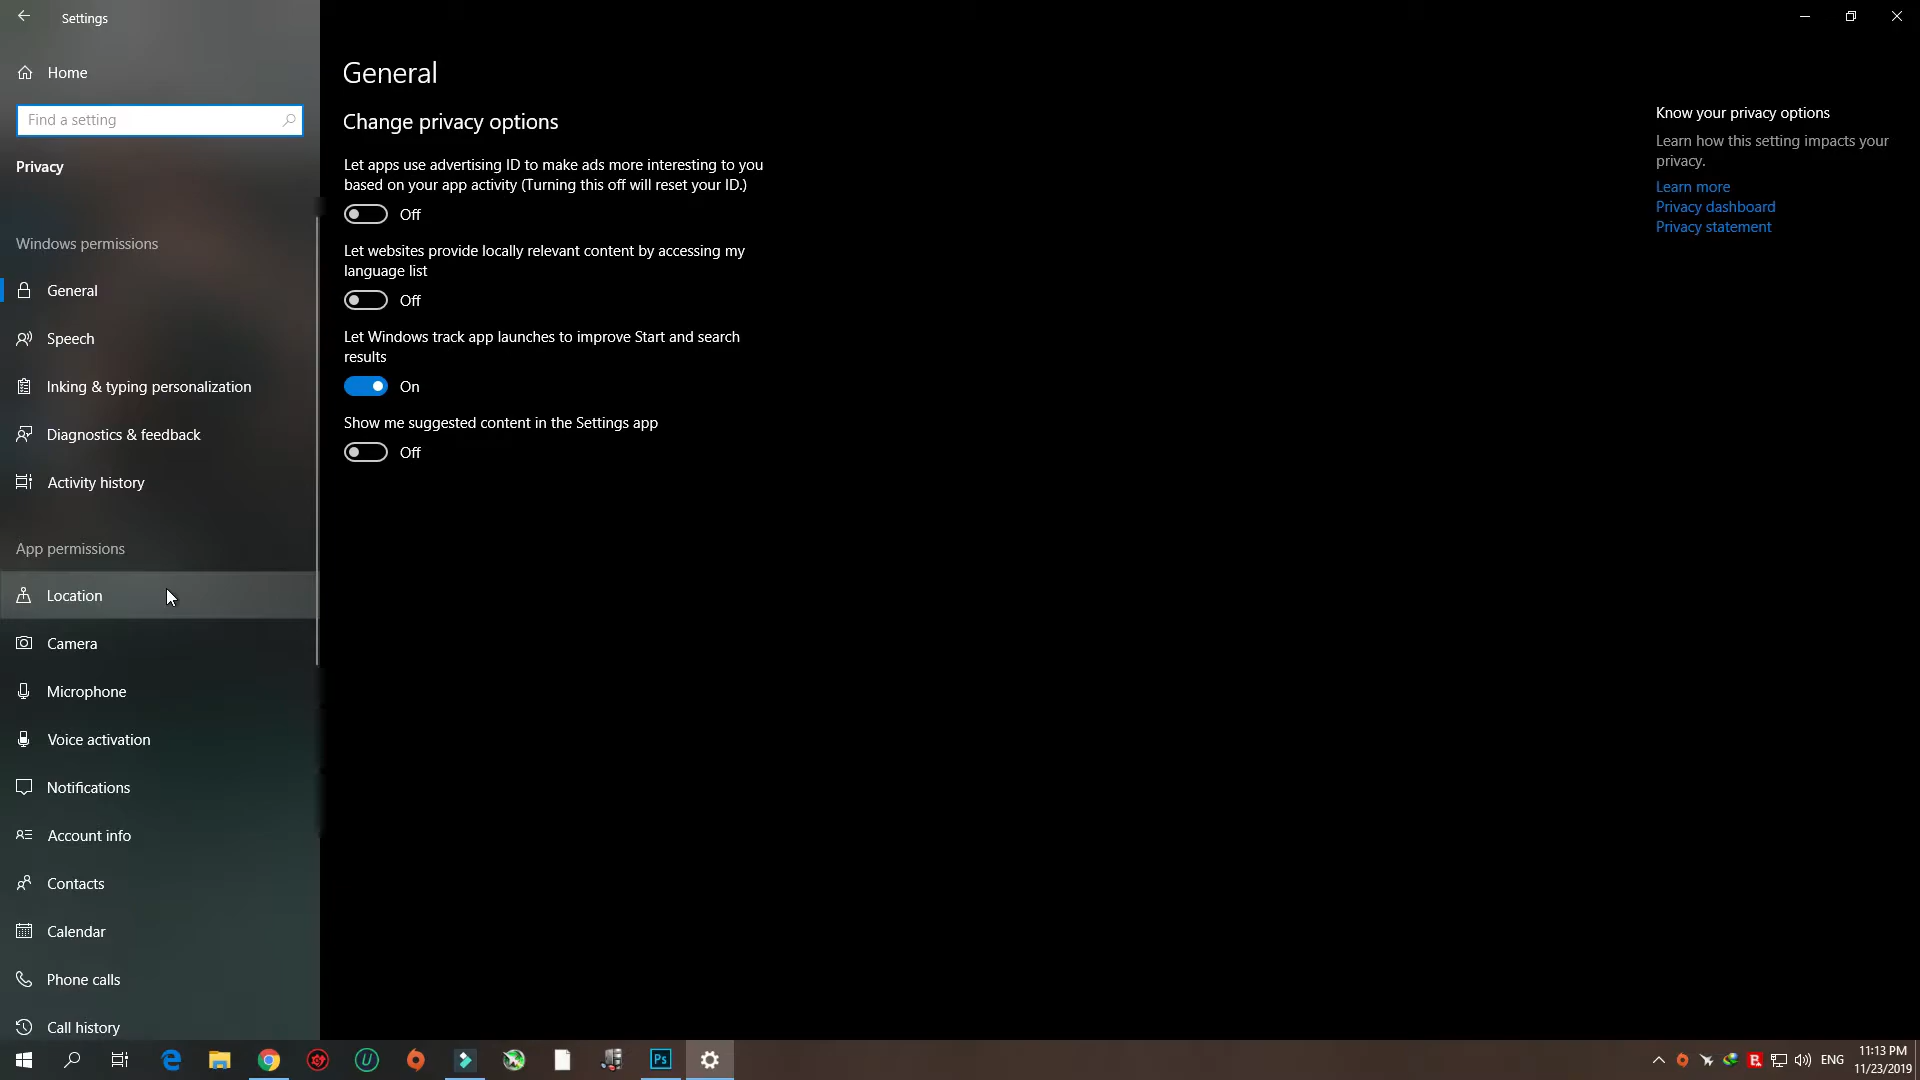 Settings
Home
Find a setting
Privacy
Windows permissions
General
Speech
Inking & typing personalization
Diagnostics & feedback
Activity history
App permissions
Location
Camera
Microphone
Voice activation
Notifications
Account info
Contacts
Calendar
Phone calls
Call history
General
Change privacy options
Let apps use advertising ID to make ads more interesting to you
based on your app activity (Turning this off will reset your ID.)
Off
Let websites provide locally relevant content by accessing my
language list
Off
Let Windows track app launches to improve Start and search
results
On
Show me suggested content in the Settings app
Off
Know your privacy options
Learn how this setting impacts your
privacy.
Learn more
Privacy dashboard
Privacy statement
Ps
ENG
11:13 PM
11/23/2019